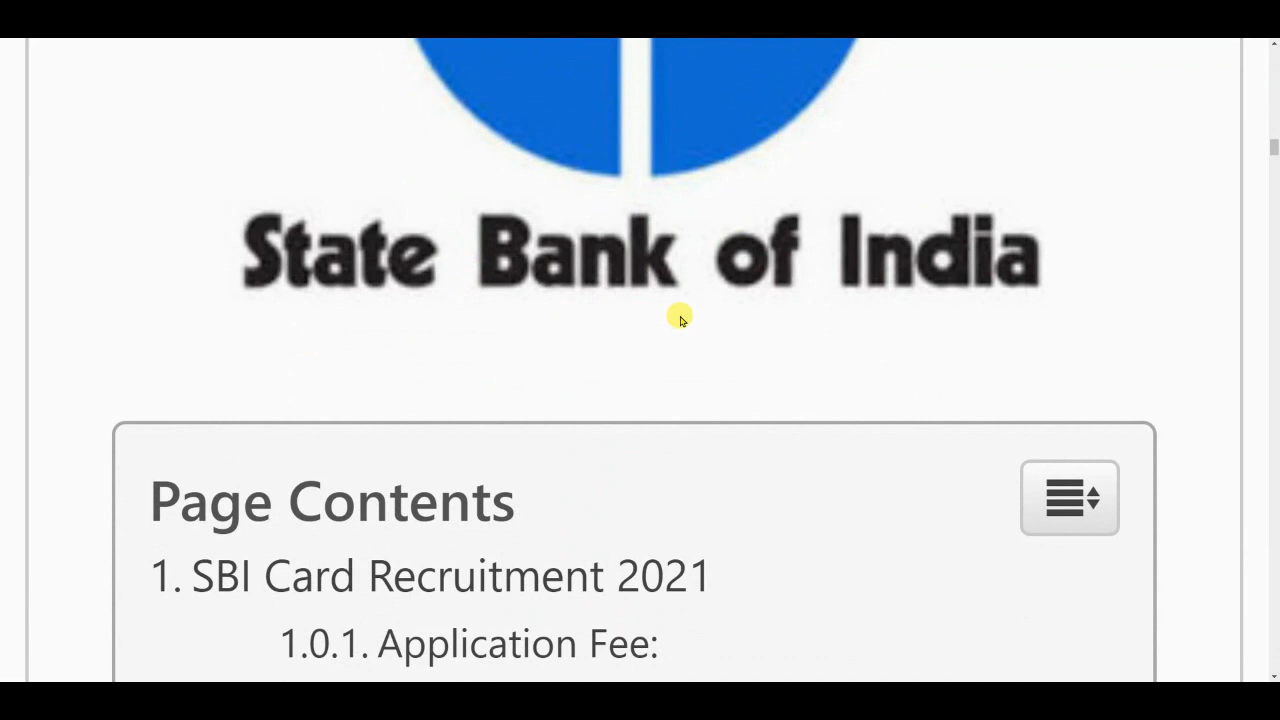 State Bank of India
Page Contents
1. SBI Card Recruitment 2021
1.0.1. Application Fee: